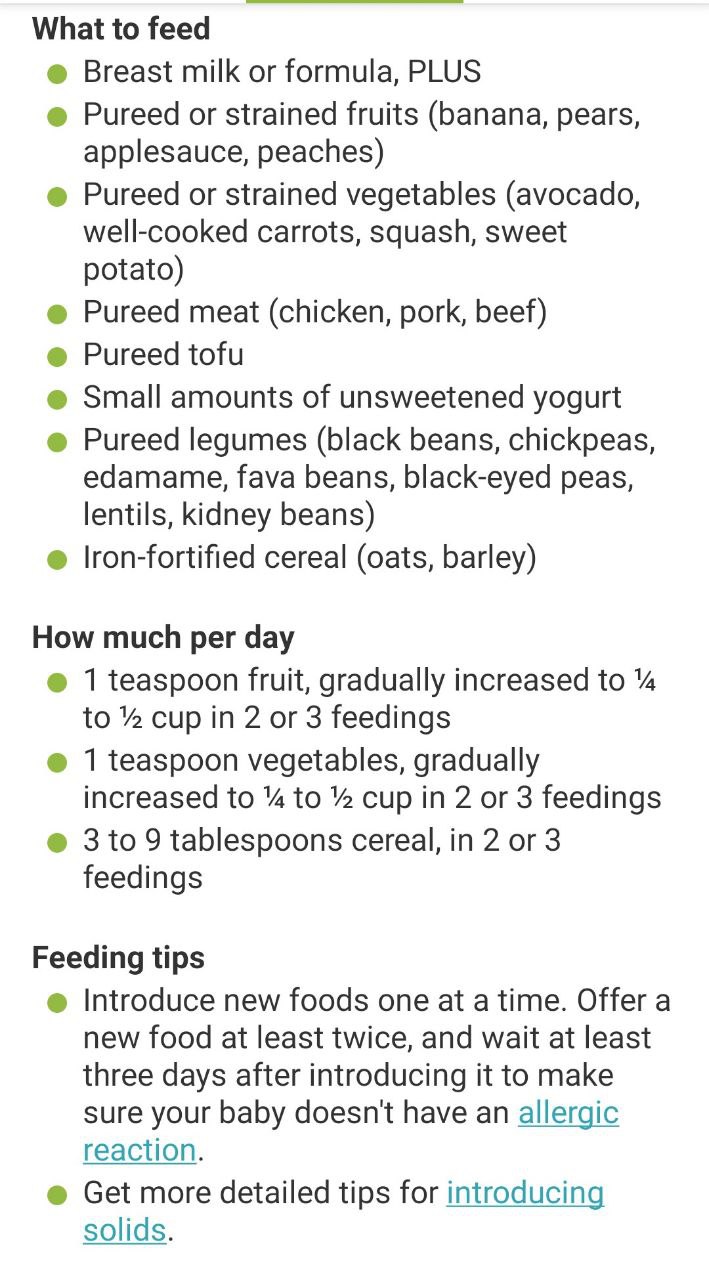 What to feed
Breast milk or formula, PLUS
Pureed or strained fruits (banana, pears,
applesauce, peaches)
Pureed or strained vegetables (avocado,
well-cooked carrots, squash, sweet
potato)
Pureed meat (chicken, pork, beef)
Pureed tofu
Small amounts of unsweetened yogurt
Pureed legumes (black beans, chickpeas,
edamame, fava beans, black-eyed peas,
lentils, kidney beans)
Iron-fortified cereal (oats, barley)
How much per day
1 teaspoon fruit, gradually increased to ¼
to ½ cup in 2 or 3 feedings
1 teaspoon vegetables, gradually
increased to ¼ to ½ cup in 2 or 3 feedings
3 to 9 tablespoons cereal, in 2 or 3
feedings
Feeding tips
Introduce new foods one at a time. Offer a
new food at least twice, and wait at least
three days after introducing it to make
sure your baby doesn't have an allergic
reaction.
Get more detailed tips for introducing
solids.